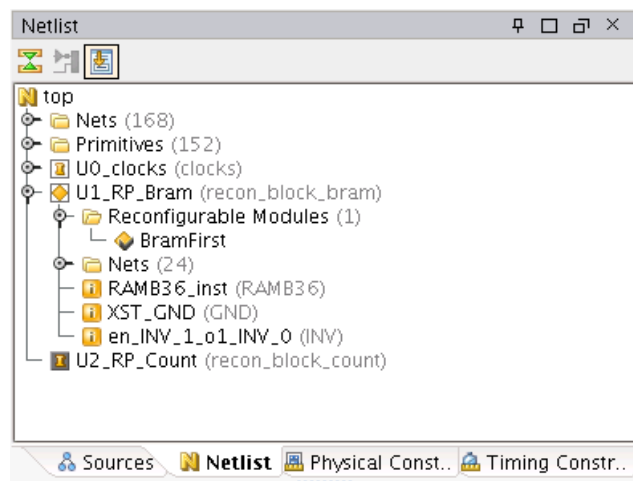 Netlist
top
Nets (168)
Primitives (152)
U0_clocks (clocks)
U1_RP_Bram (recon_block_bram)
Reconfigurable Modules (1)
BramFirst
Nets (24)
RAMB36_inst (RAMB36)
XST_GND (GND)
en_INV_1_o1_INV_0 (INV)
U2_RP_Count (recon_block_count)
Sources Netlist Physical Const.. Timing Constr..